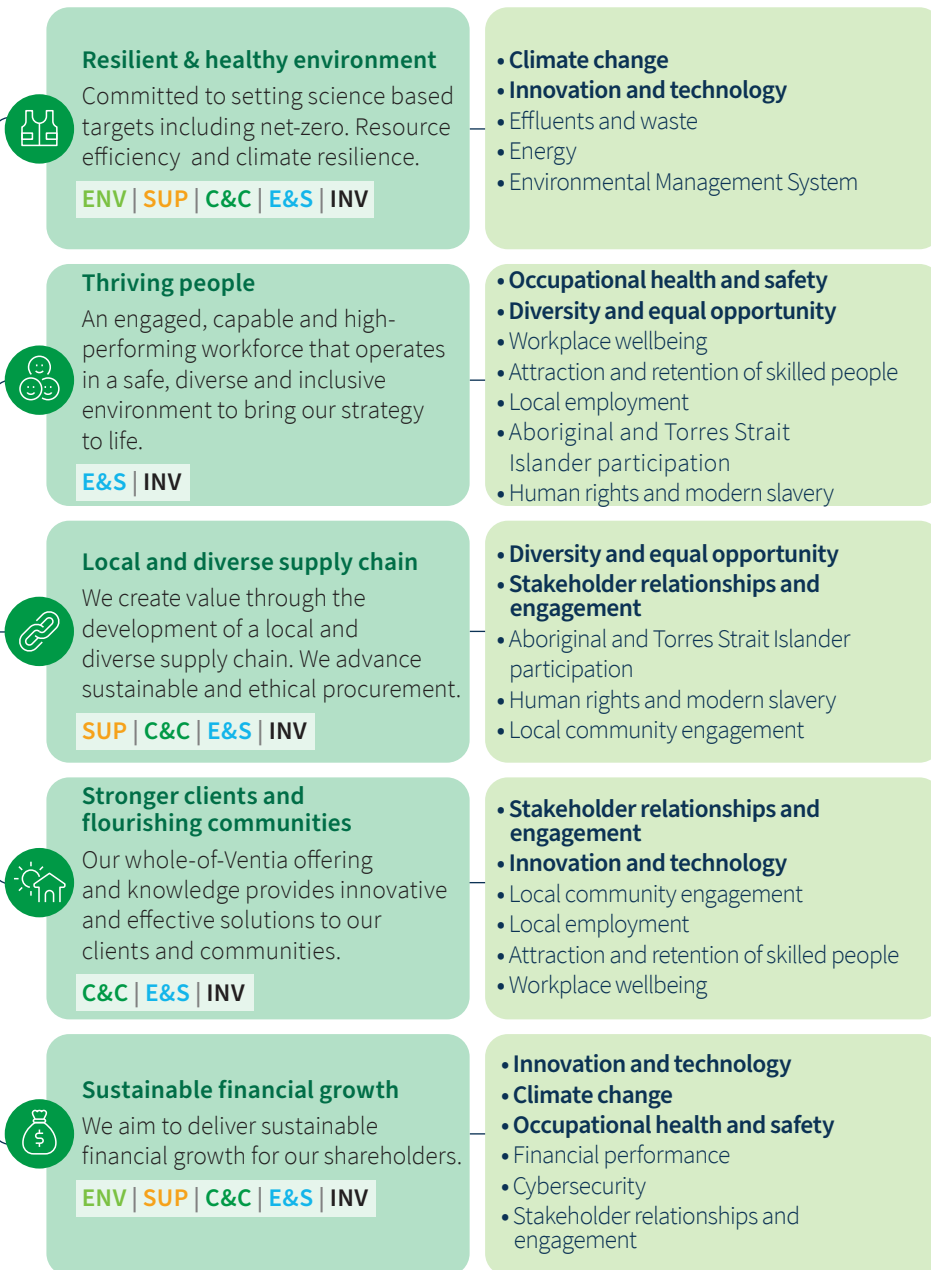 Resilient & healthy environment
Committed to setting science based
targets including net-zero. Resource
efficiency and climate resilience.
ENV | SUP | C&C | E&S | INV
• Climate change
• Innovation and technology
• Effluents and waste
• Energy
• Environmental Management System
Thriving people
An engaged, capable and high-
performing workforce that operates
in a safe, diverse and inclusive
environment to bring our strategy
to life.
E&S | INV
• Occupational health and safety
• Diversity and equal opportunity
• Workplace wellbeing
• Attraction and retention of skilled people
• Local employment
• Aboriginal and Torres Strait
Islander participation
• Human rights and modern slavery
Local and diverse supply chain
We create value through the
development of a local and
diverse supply chain. We advance
sustainable and ethical procurement.
SUP | C&C | E&S | INV
• Diversity and equal opportunity
• Stakeholder relationships and
engagement
• Aboriginal and Torres Strait Islander
participation
• Human rights and modern slavery
• Local community engagement
Stronger clients and
flourishing communities
Our whole-of-Ventia offering
and knowledge provides innovative
and effective solutions to our
clients and communities.
C&C | E&S | INV
• Stakeholder relationships and
engagement
• Innovation and technology
• Local community engagement
• Local employment
• Attraction and retention of skilled people
• Workplace wellbeing
$
Sustainable financial growth
We aim to deliver sustainable
financial growth for our shareholders.
ENV | SUP | C&C | E&S | INV
• Innovation and technology
• Climate change
• Occupational health and safety
• Financial performance
• Cybersecurity
• Stakeholder relationships and
engagement